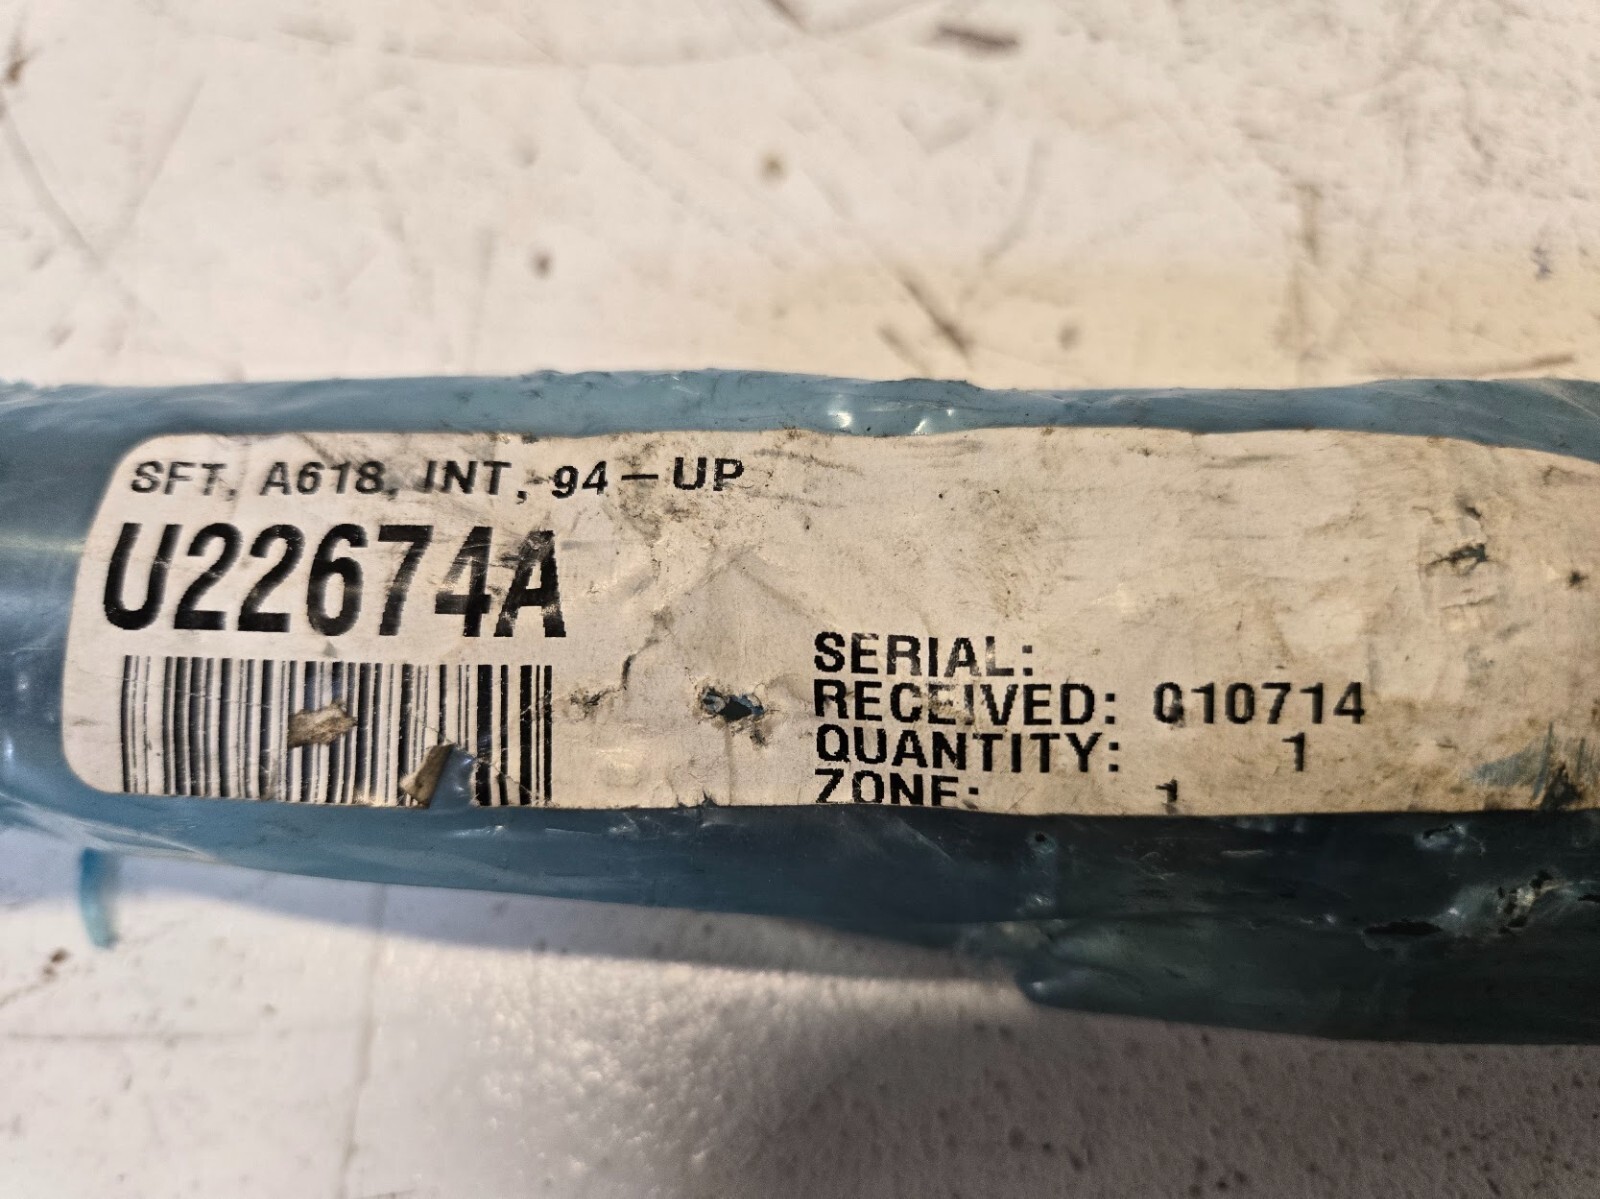 SFT, A618, INT, 94-UP
U22674A
SERIAL:
RECEIVED: 010714
QUANTITY: 1
ZONE: 1